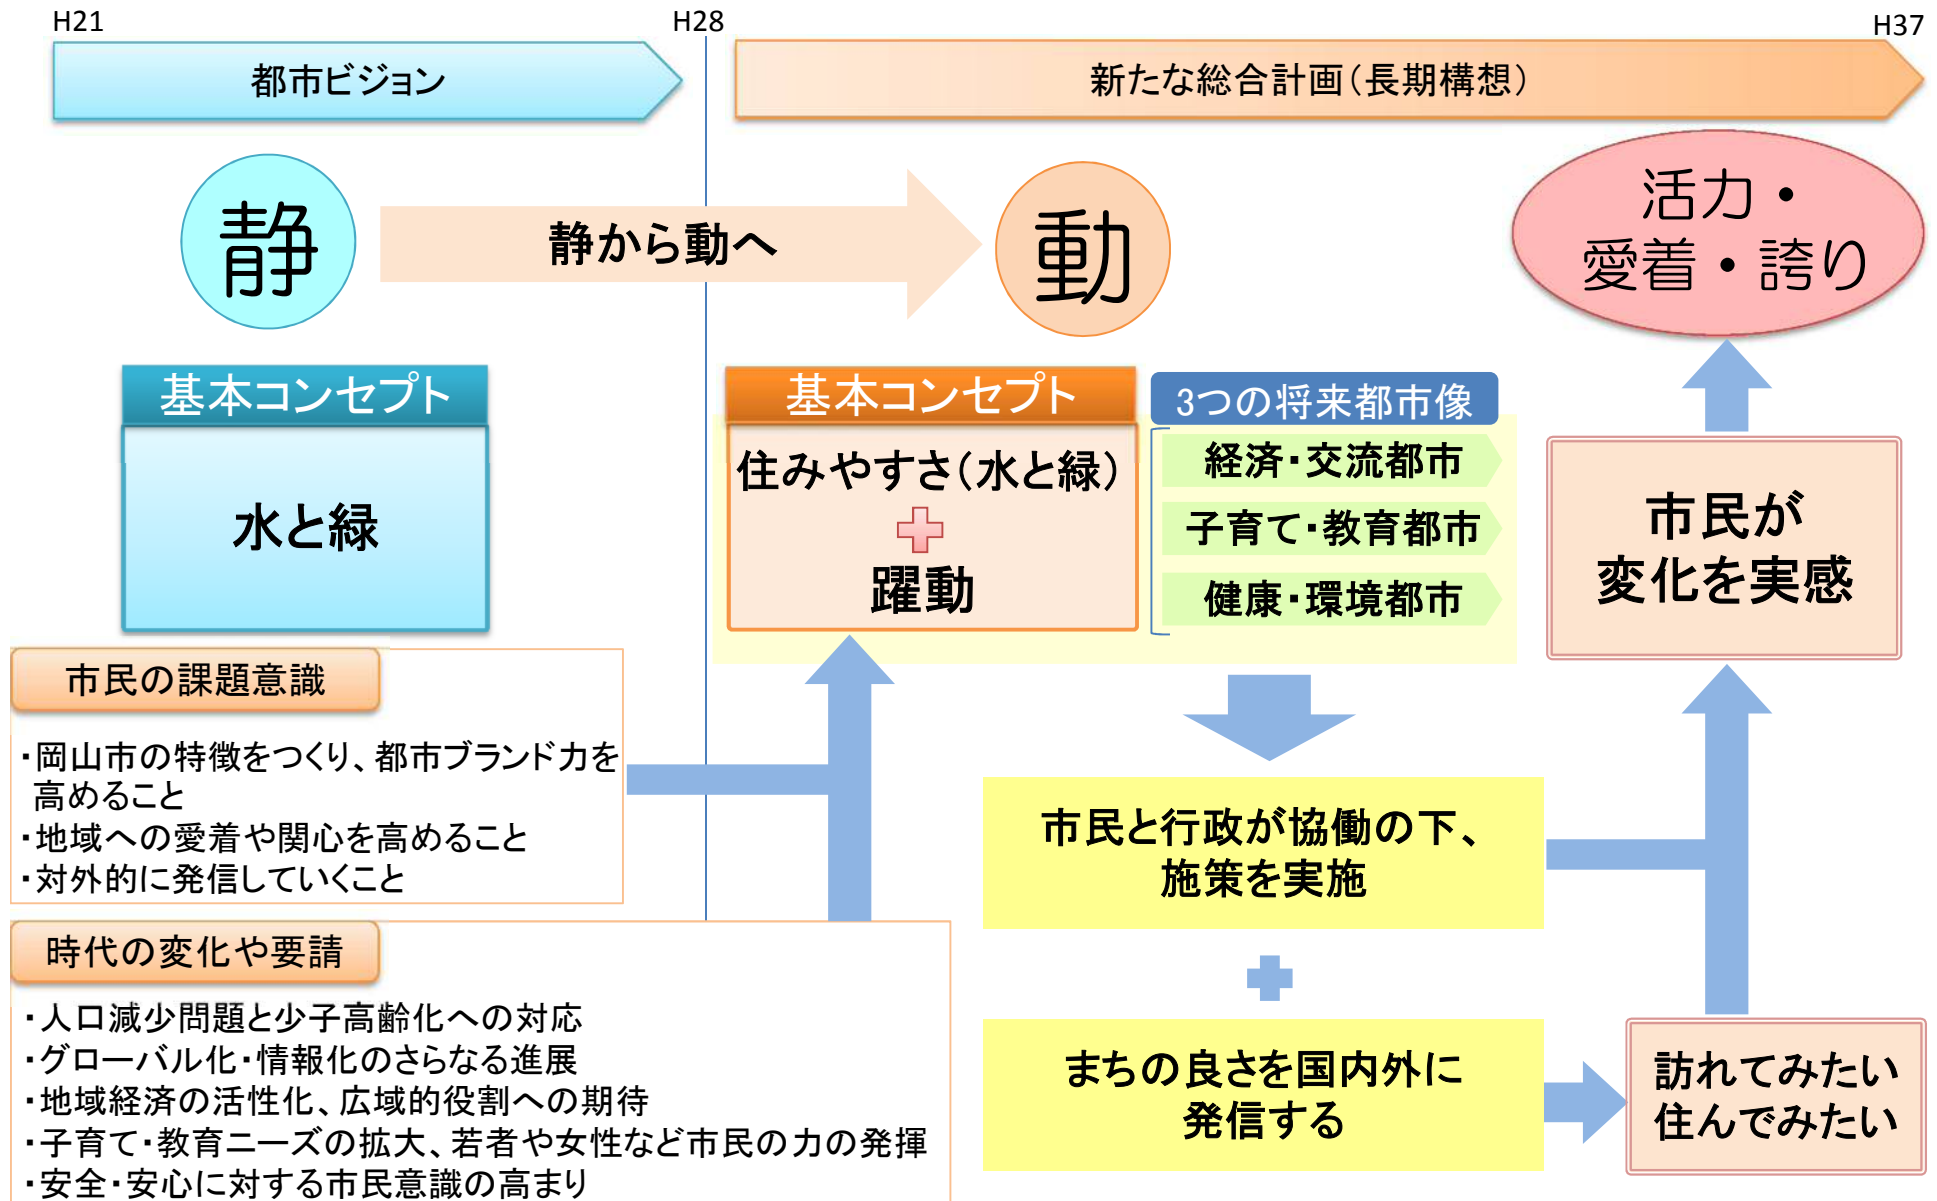 H21
H28
H37
都市ビジョン
新たな総合計画(長期構想)
静
静から動へ
動
活力・
愛着・誇り
基本コンセプト
水と緑
基本コンセプト
住みやすさ(水と緑)
躍動
3つの将来都市像
経済・交流都市
子育て・教育都市
健康・環境都市
市民が
変化を実感
市民の課題意識
・岡山市の特徴をつくり、都市ブランド力を
高めること
・地域への愛着や関心を高めること
・対外的に発信していくこと
市民と行政が協働の下、
施策を実施
時代の変化や要請
・人口減少問題と少子高齢化への対応
・グローバル化・情報化のさらなる進展
・地域経済の活性化、広域的役割への期待
・子育て・教育ニーズの拡大、若者や女性など市民の力の発揮
・安全・安心に対する市民意識の高まり
まちの良さを国内外に
発信する
訪れてみたい
住んでみたい